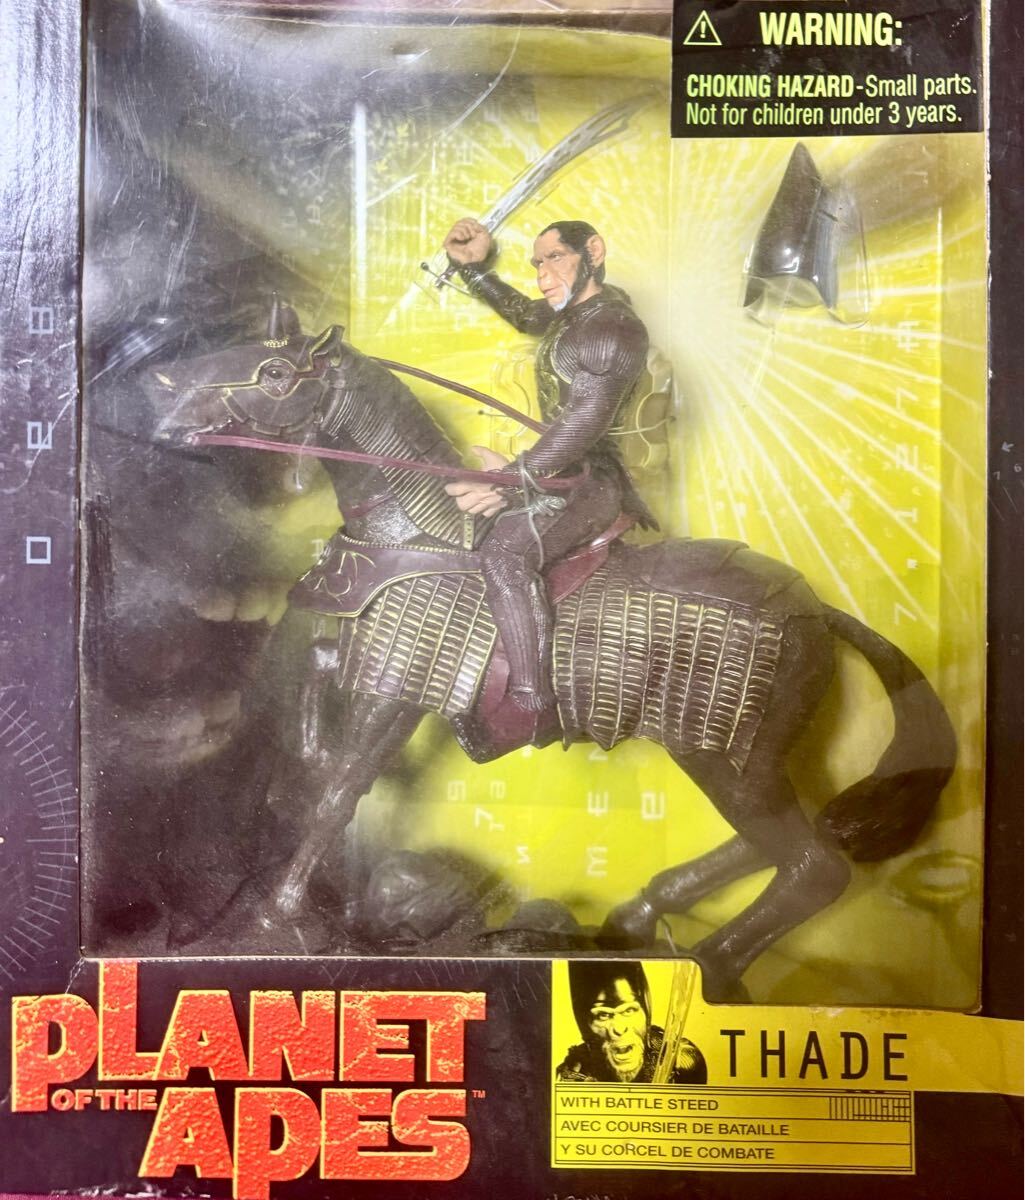 WARNING:
CHOKING HAZARD-Small parts.
Not for children under 3 years.
PLANET
OF THE
APES™
THADE
WITH BATTLE STEED
AVEC COURSIER DE BATAILLE
Y SU CORCEL DE COMBATE